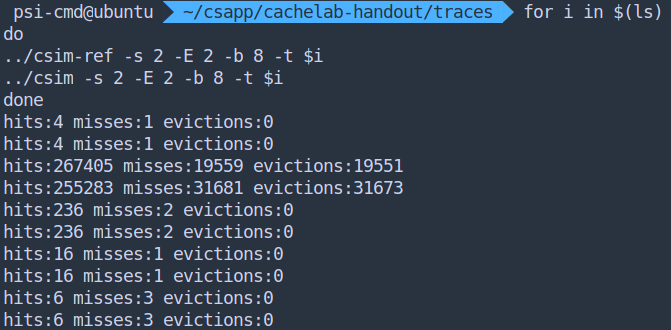 psi-cmd@ubuntu ~/csapp/cachelab-handout/traces for i in $(ls)
do
../csim-ref -s 2 -E 2 -b 8 -t $i
../csim -s 2 -E 2 -b 8 -t $i
done
hits:4 misses:1 evictions:0
hits:4 misses:1 evictions:0
hits:267405 misses:19559 evictions:19551
hits:255283 misses:31681 evictions:31673
hits:236 misses:2 evictions:0
hits:236 misses:2 evictions:0
hits:16 misses:1 evictions:0
hits:16 misses:1 evictions:0
hits:6 misses:3 evictions:0
hits:6 misses:3 evictions:0